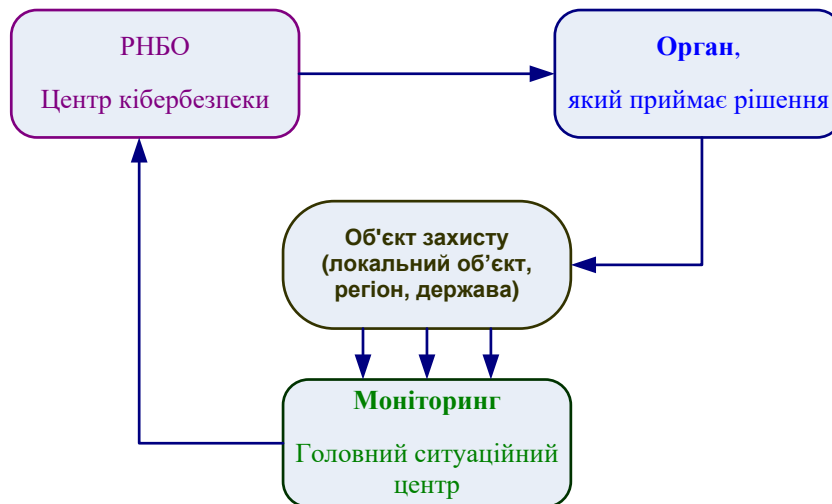 РНБО
Центр кібербезпеки
Орган,
який приймає рішення
Об'єкт захисту
(локальний об’єкт,
регіон, держава)
Моніторинг
Головний ситуаційний
центр